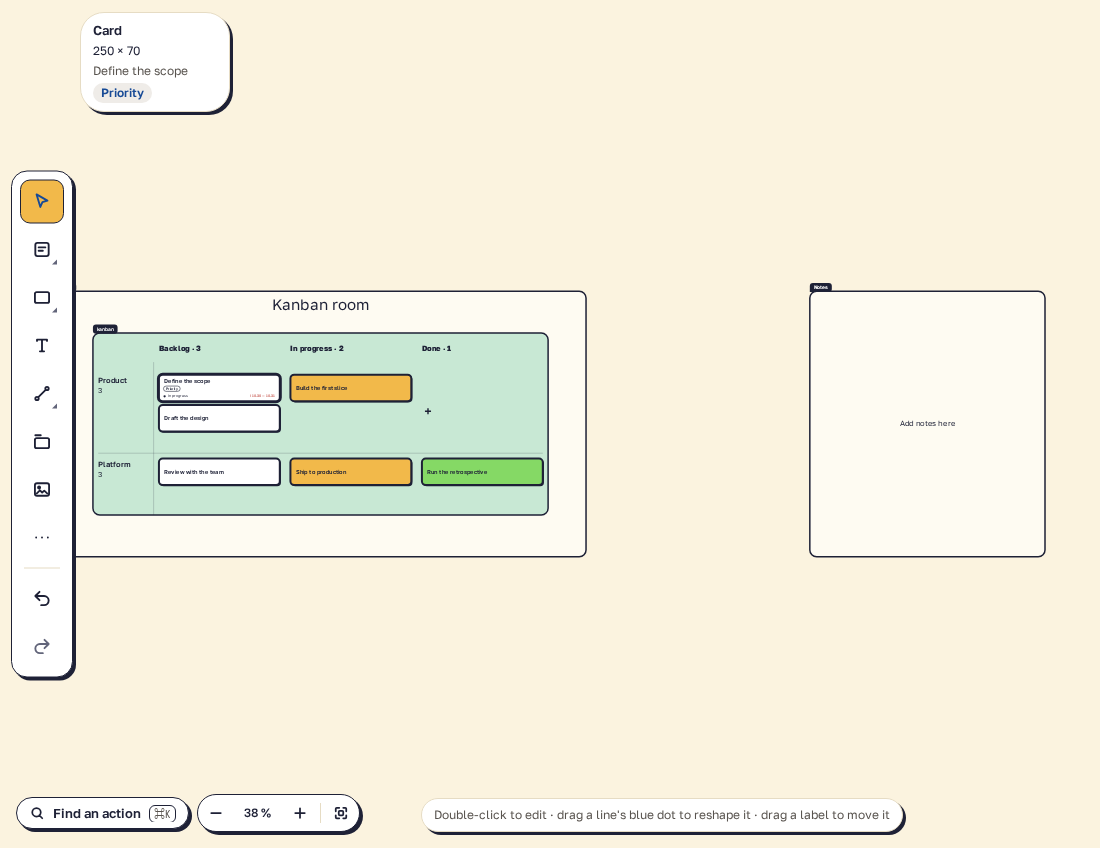 Card
250 × 70
Define the scope
Priority
Kanban room
Notes
kanban
Backlog · 3
In progress · 2
Done · 1
Product
3
Define the scope
Priority
In progress
Build the first slice
Draft the design
+
Platform
3
Review with the team
Ship to production
Run the retrospective
Add notes here
Find an action
⌘K
38 %
Double-click to edit · drag a line's blue dot to reshape it · drag a label to move it